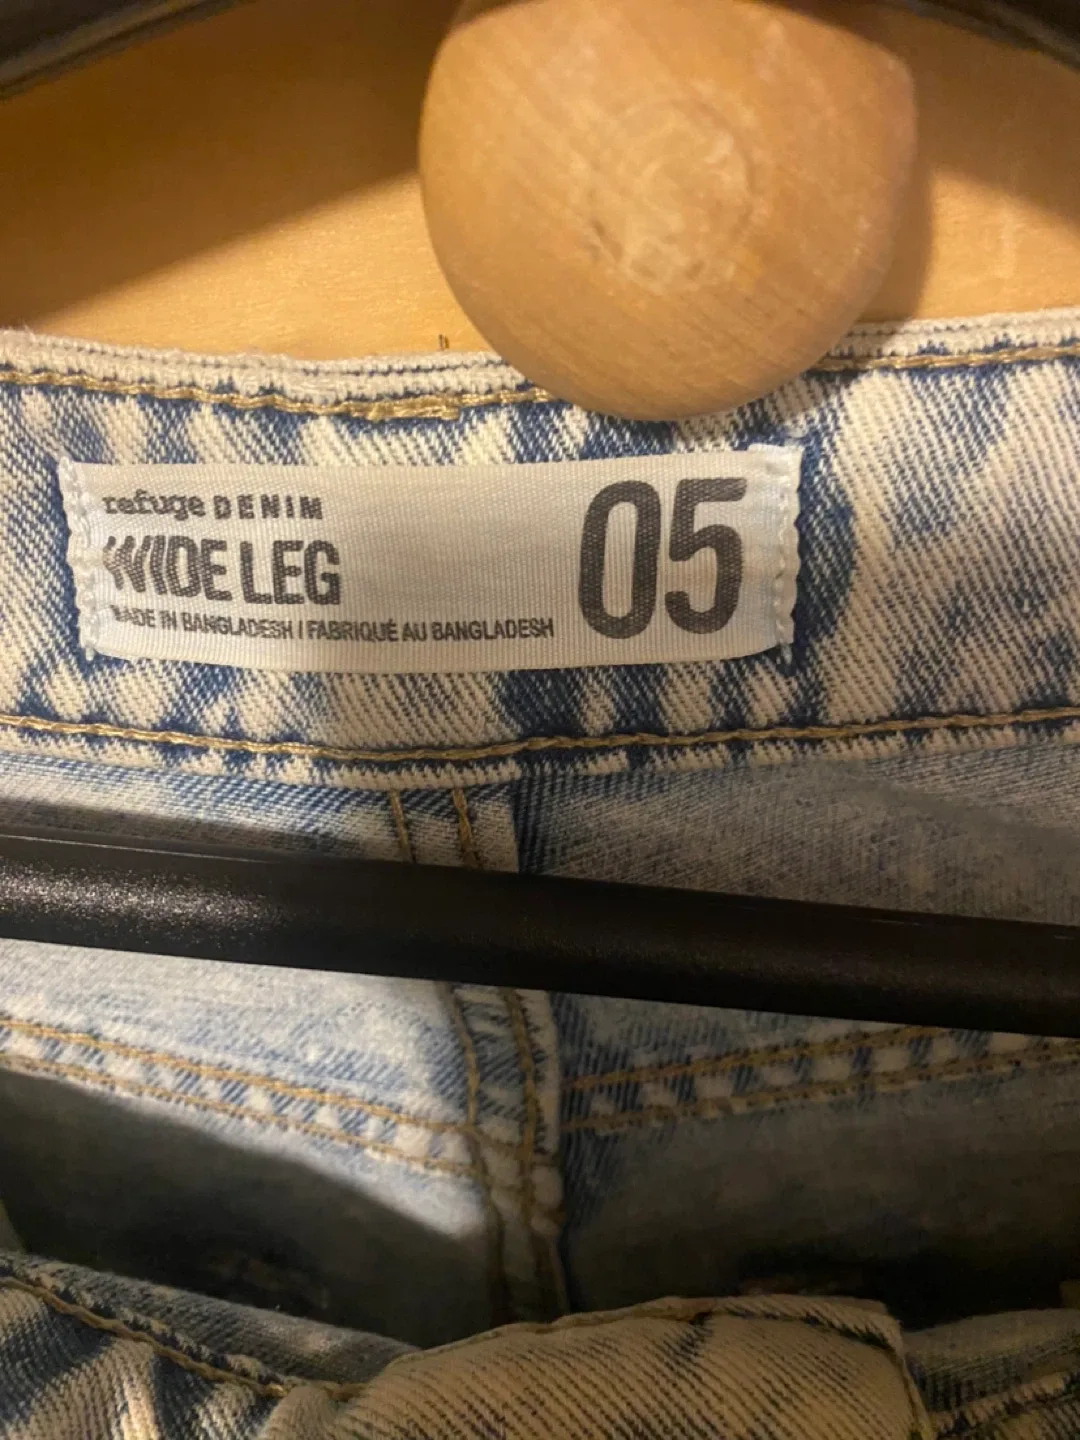 refuge DENIM
WIDE LEG
MADE IN BANGLADESH / FABRIQUÉ AU BANGLADESH
05